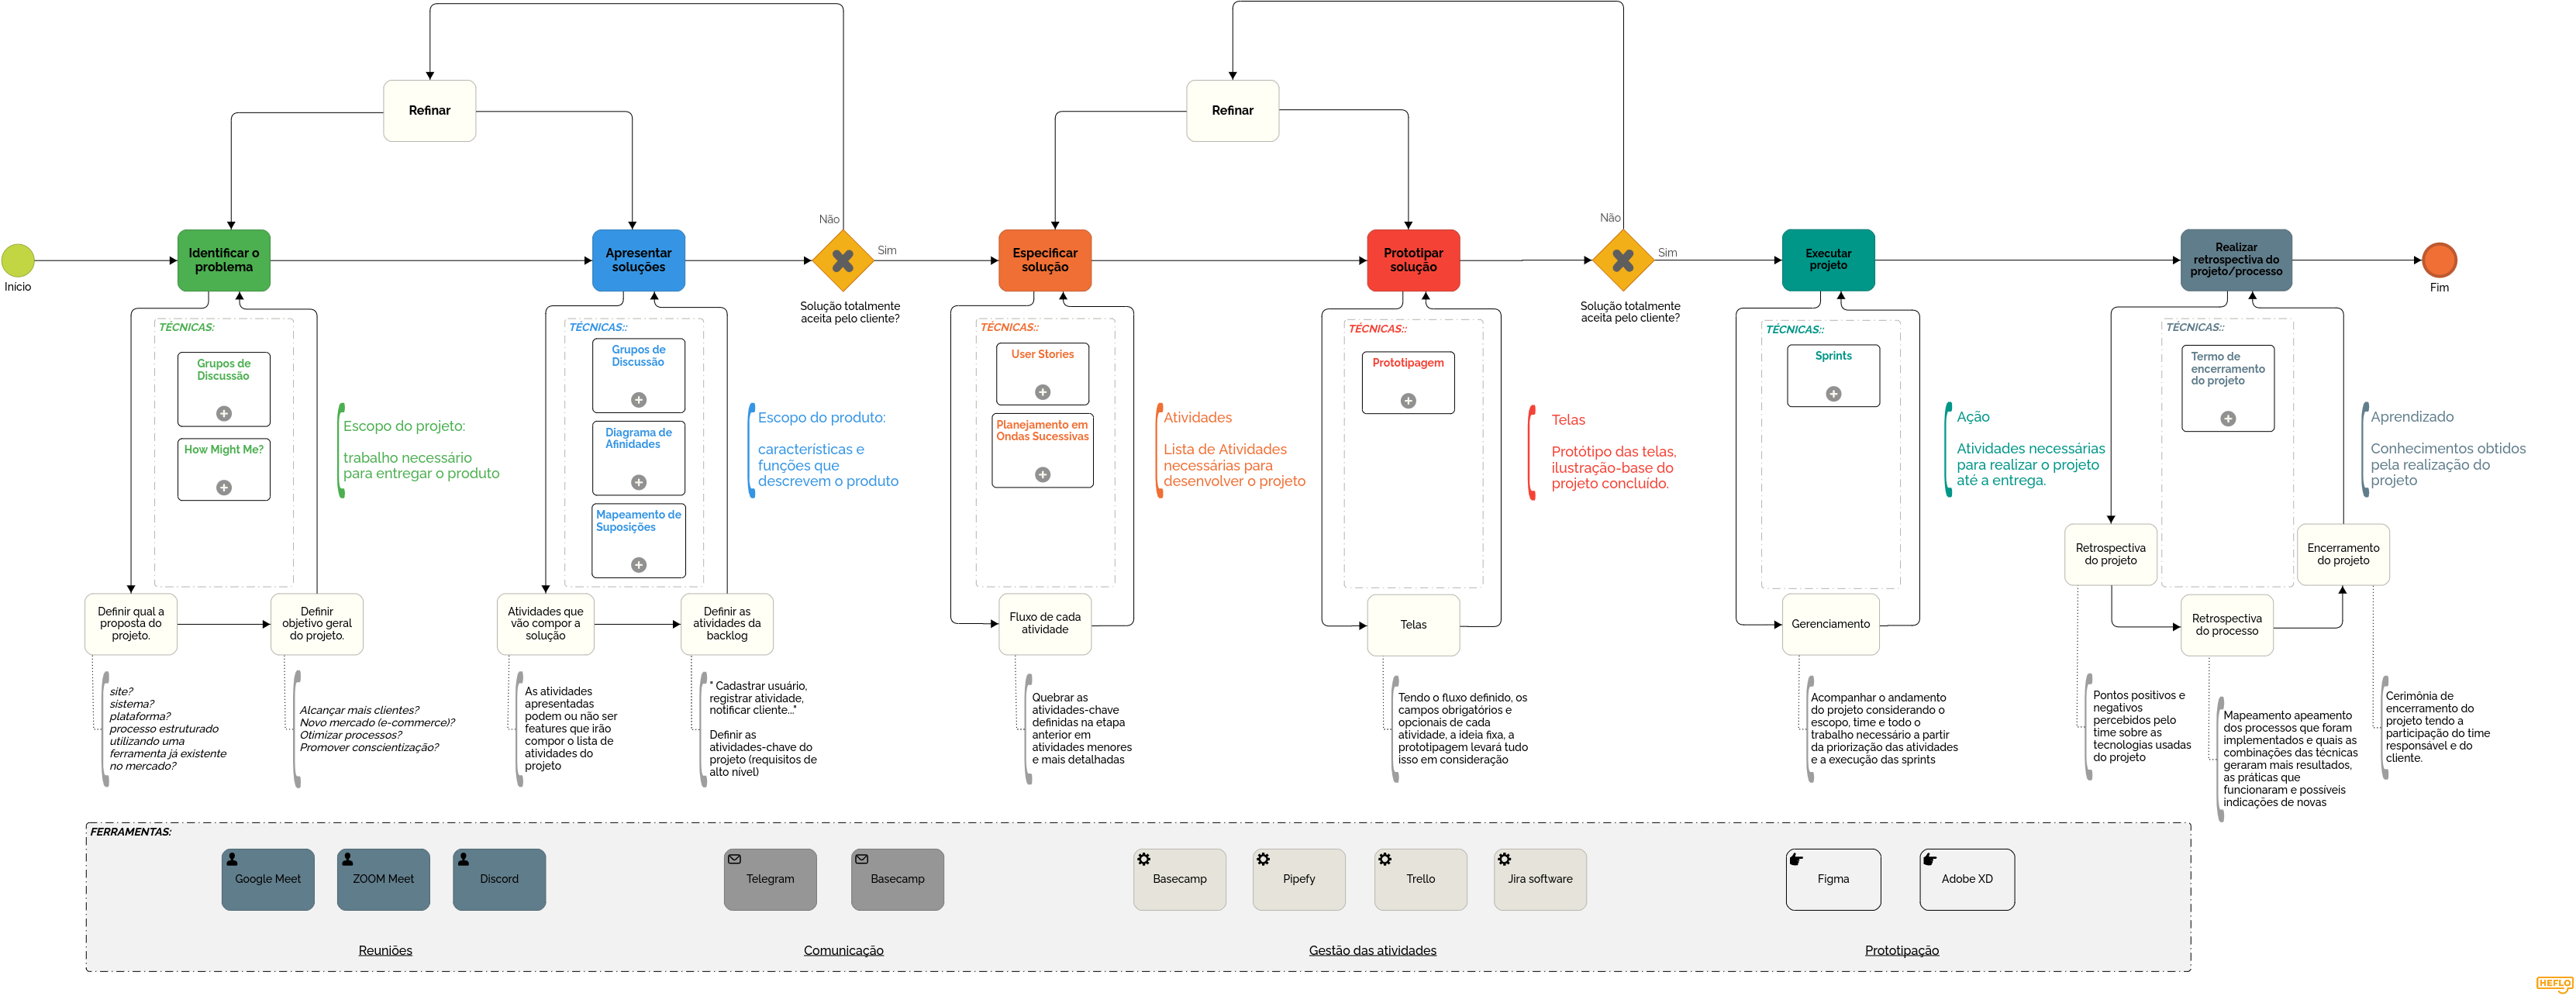 Refinar
Refinar
Início
Identificar o
problema
Apresentar
soluções
Não
Sim
Solução totalmente
aceita pelo cliente?
Especificar
solução
Prototipar
solução
Não
Sim
Solução totalmente
aceita pelo cliente?
Executar
projeto
Realizar
retrospectiva do
projeto/processo
Fim
TÉCNICAS:
Grupos de
Discussão
How Might Me?
Escopo do projeto:
trabalho necessário
para entregar o produto
TÉCNICAS::
Grupos de
Discussão
Diagrama de
Afinidades
Mapeamento de
Suposições
Escopo do produto:
características e
funções que
descrevem o produto
TÉCNICAS::
User Stories
Planejamento em
Ondas Sucessivas
Atividades
Lista de Atividades
necessárias para
desenvolver o projeto
TÉCNICAS::
Prototipagem
Telas
Protótipo das telas,
ilustração-base do
projeto concluído.
TÉCNICAS::
Sprints
Ação
Atividades necessárias
para realizar o projeto
até a entrega.
TÉCNICAS::
Termo de
encerramento
do projeto
Aprendizado
Conhecimentos obtidos
pela realização do
projeto
Definir qual a
proposta do
projeto.
Definir
objetivo geral
do projeto.
Atividades que
vão compor a
solução
Definir as
atividades da
backlog
Fluxo de cada
atividade
Telas
Gerenciamento
Retrospectiva
do projeto
Retrospectiva
do processo
Encerramento
do projeto
site?
sistema?
plataforma?
processo estruturado
utilizando uma
ferramenta já existente
no mercado?
Alcançar mais clientes?
Novo mercado (e-commerce)?
Otimizar processos?
Promover conscientização?
As atividades
apresentadas
podem ou não ser
features que irão
compor o lista de
atividades do
projeto
" Cadastrar usuário,
registrar atividade,
notificar cliente..."
Definir as
atividades-chave do
projeto (requisitos de
alto nível)
Quebrar as
atividades-chave
definidas na etapa
anterior em
atividades menores
e mais detalhadas
Tendo o fluxo definido, os
campos obrigatórios e
opcionais de cada
atividade, a ideia fixa, a
prototipagem levará tudo
isso em consideração
Acompanhar o andamento
do projeto considerando o
escopo, time e todo o
trabalho necessário a partir
da priorização das atividades
e a execução das sprints
Pontos positivos e
negativos
percebidos pelo
time sobre as
tecnologias usadas
do projeto
Mapeamento apeamento
dos processos que foram
implementados e quais as
combinações das técnicas
geraram mais resultados,
as práticas que
funcionaram e possíveis
indicações de novas
Cerimônia de
encerramento do
projeto tendo a
participação do time
responsável e do
cliente.
FERRAMENTAS:
Google Meet
ZOOM Meet
Discord
Reuniões
Telegram
Basecamp
Comunicação
Basecamp
Pipefy
Trello
Jira software
Gestão das atividades
Figma
Adobe XD
Prototipação
HEFLO